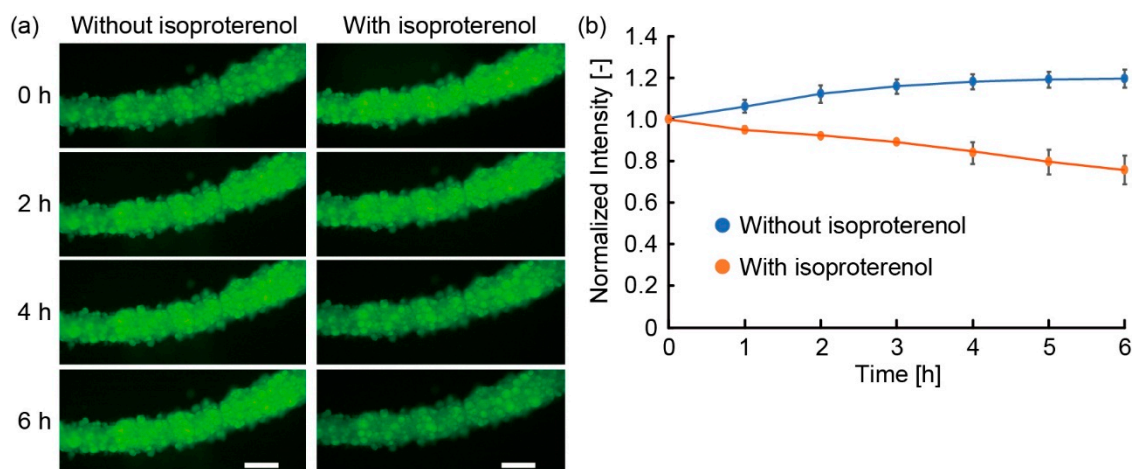 (a) Without isoproterenol With isoproterenol
0 h
2 h
4 h
6 h
(b)
Normalized Intensity [-]
1.4
1.2
1.0
0.8
0.6
0.4
0.2
0
0 1 2 3 4 5 6
Time [h]
Without isoproterenol
With isoproterenol